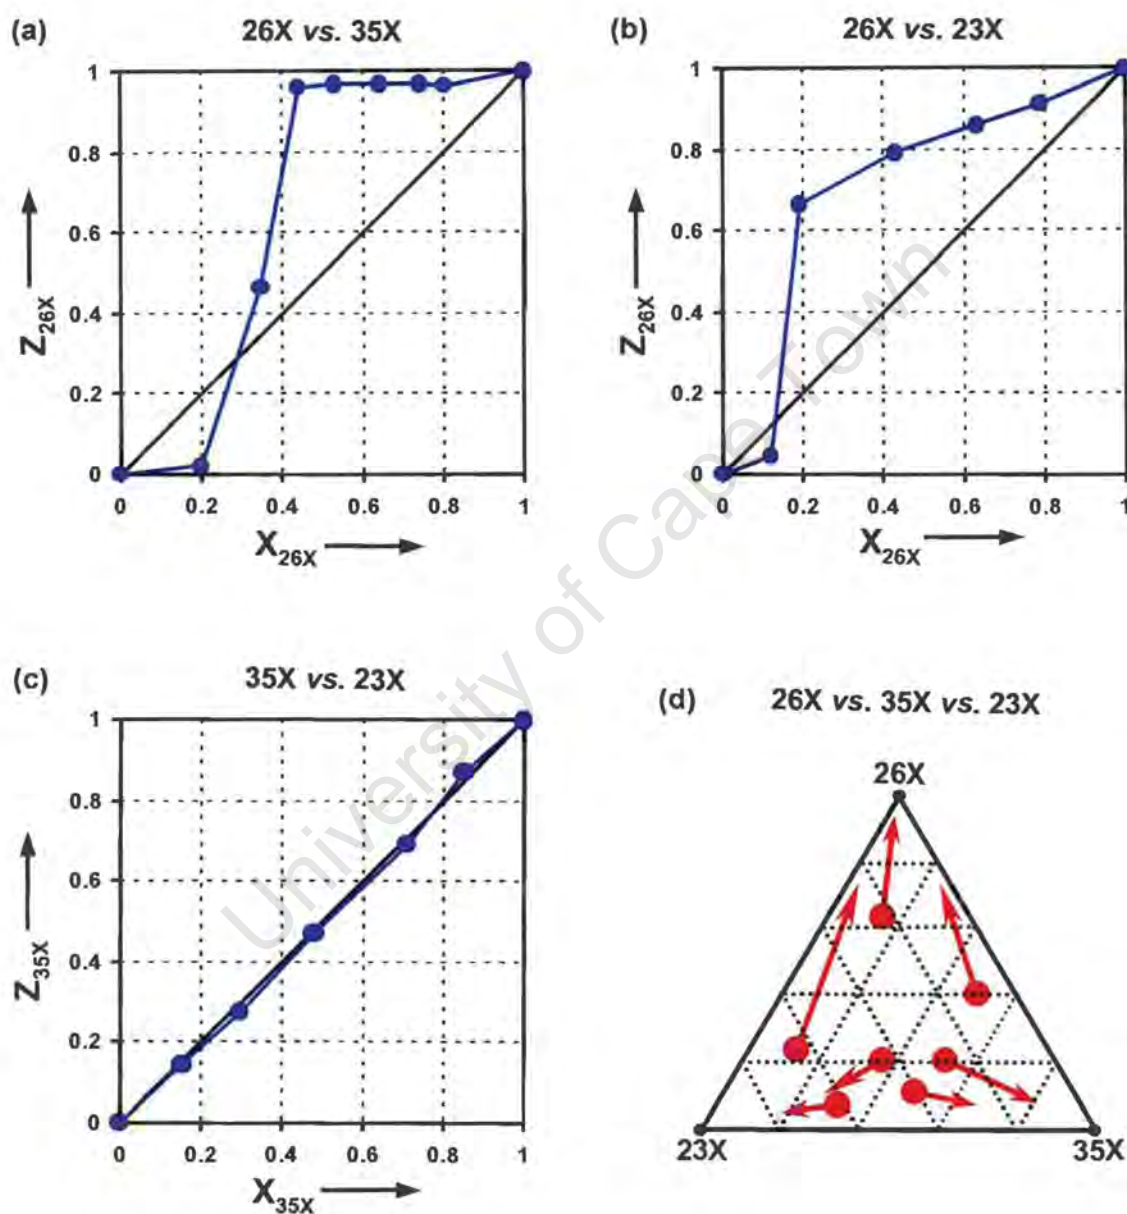 (a) 26X vs. 35X
1
0.8
0.6
0.4
0.2
0
Z26X
0 0.2 0.4 0.6 0.8 1
X26X
(b) 26X vs. 23X
1
0.8
0.6
0.4
0.2
0
Z26X
0 0.2 0.4 0.6 0.8 1
X26X
(c) 35X vs. 23X
1
0.8
0.6
0.4
0.2
0
Z35X
0 0.2 0.4 0.6 0.8 1
X35X
(d) 26X vs. 35X vs. 23X
26X
23X 35X
University of Cape Town